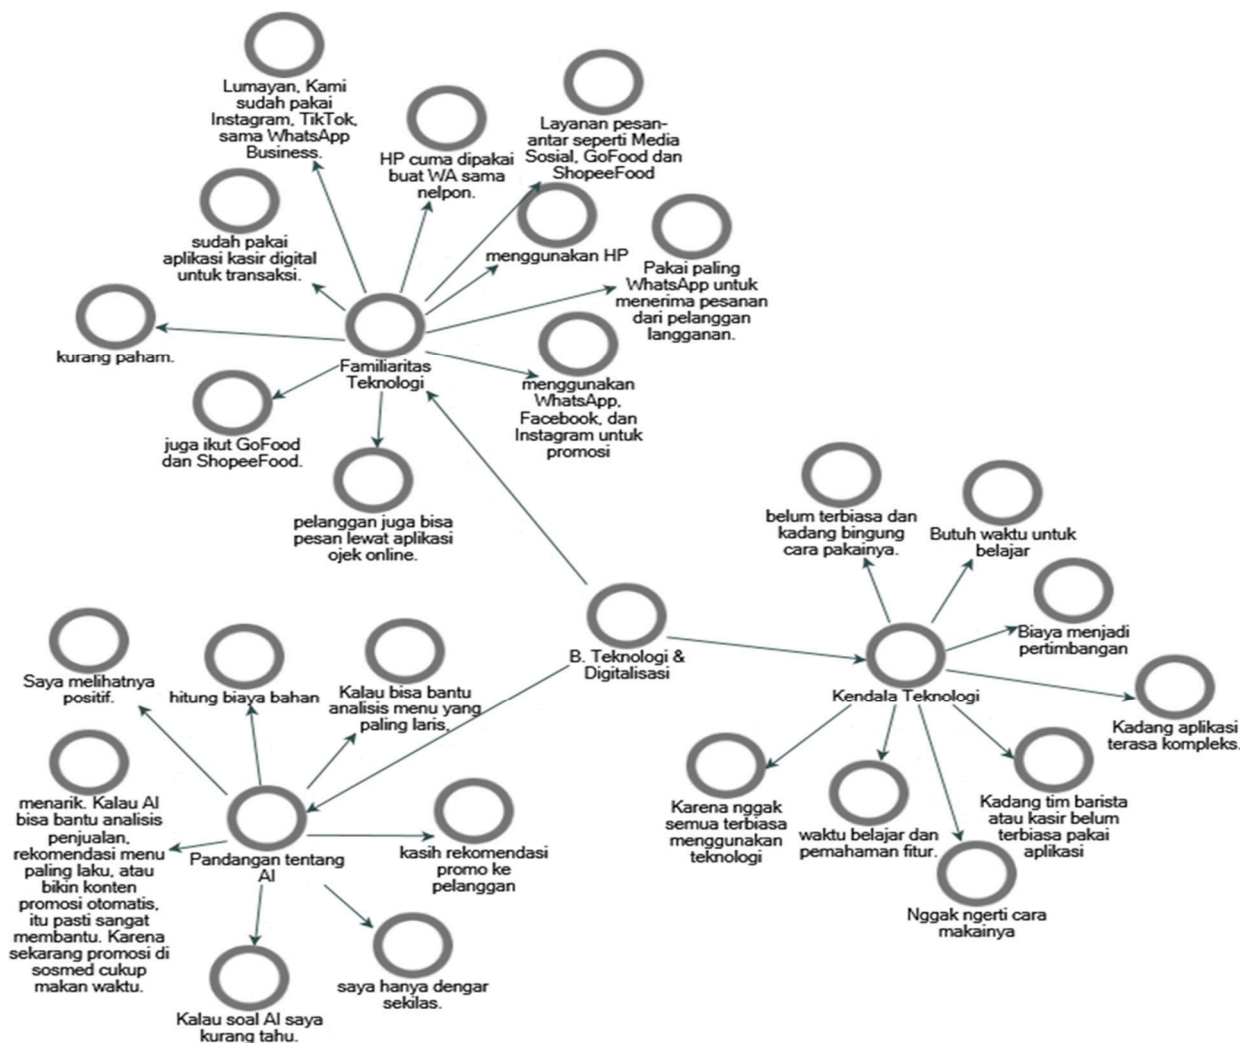 Lumayan, Kami
sudah pakai
Instagram, TikTok,
sama WhatsApp
Business.
HP cuma dipakai
buat WA sama
nelpon.
Layanan pesan-
antar seperti Media
Sosial, GoFood dan
ShopeeFood
sudah pakai
aplikasi kasir digital
untuk transaksi.
menggunakan HP
Pakai paling
WhatsApp untuk
menerima pesanan
dari pelanggan
langganan.
kurang paham.
Familiaritas
Teknologi
menggunakan
WhatsApp,
Facebook, dan
Instagram untuk
promosi
juga ikut GoFood
dan ShopeeFood.
pelanggan juga bisa
pesan lewat aplikasi
ojek online.
belum terbiasa dan
kadang bingung
cara pakainya.
Butuh waktu untuk
belajar
Biaya menjadi
pertimbangan
B. Teknologi &
Digitalisasi
Kendala Teknologi
Kadang aplikasi
terasa kompleks.
Saya melihatnya
positif.
hitung biaya bahan
Kalau bisa bantu
analisis menu yang
paling laris,
Karena nggak
semua terbiasa
menggunakan
teknologi
waktu belajar dan
pemahaman fitur.
Kadang tim barista
atau kasir belum
terbiasa pakai
aplikasi
Nggak ngerti cara
makainya
menarik. Kalau AI
bisa bantu analisis
penjualan,
rekomendasi menu
paling laku, atau
bikin konten
promosi otomatis,
itu pasti sangat
membantu. Karena
sekarang promosi di
sosmed cukup
makan waktu.
Pandangan tentang
AI
kasih rekomendasi
promo ke
pelanggan
saya hanya dengar
sekilas.
Kalau soal AI saya
kurang tahu.